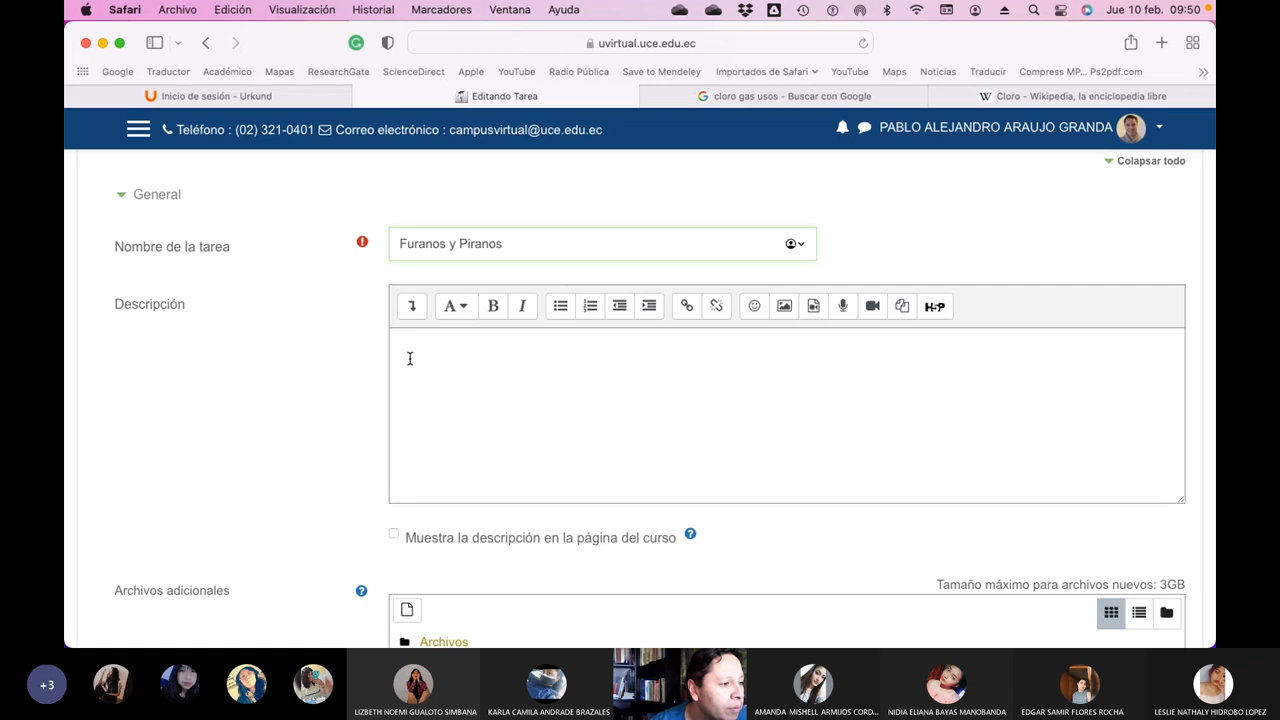 Safari Archivo Edición Visualización Historial Marcadores Ventana Ayuda Jue 10 feb. 09:50
uvirtual.uce.edu.ec
Google Traductor Académico Mapas ResearchGate ScienceDirect Apple YouTube Radio Pública Save to Mendeley Importados de Safari YouTube Maps Noticias Traducir Compress MP... Ps2pdf.com
Inicio de sesión - Urkund Editando Tarea cloro gas usos - Buscar con Google Cloro - Wikipedia, la enciclopedia libre
Teléfono : (02) 321-0401 Correo electrónico : campusvirtual@uce.edu.ec PABLO ALEJANDRO ARAUJO GRANDA
Colapsar todo
General
Nombre de la tarea Furanos y Piranos
Descripción A B I H-P
Muestra la descripción en la página del curso
Archivos adicionales Tamaño máximo para archivos nuevos: 3GB
Archivos
+3 LIZBETH NOEMI GUALOTO SIMBANA KARLA CAMILA ANDRADE BRAZALES AMANDA MISHELL ARMIJOS CORD... NIDIA ELIANA BAYAS MANOBANDA EDGAR SAMIR FLORES ROCHA LESLIE NATHALY HIDROBO LOPEZ